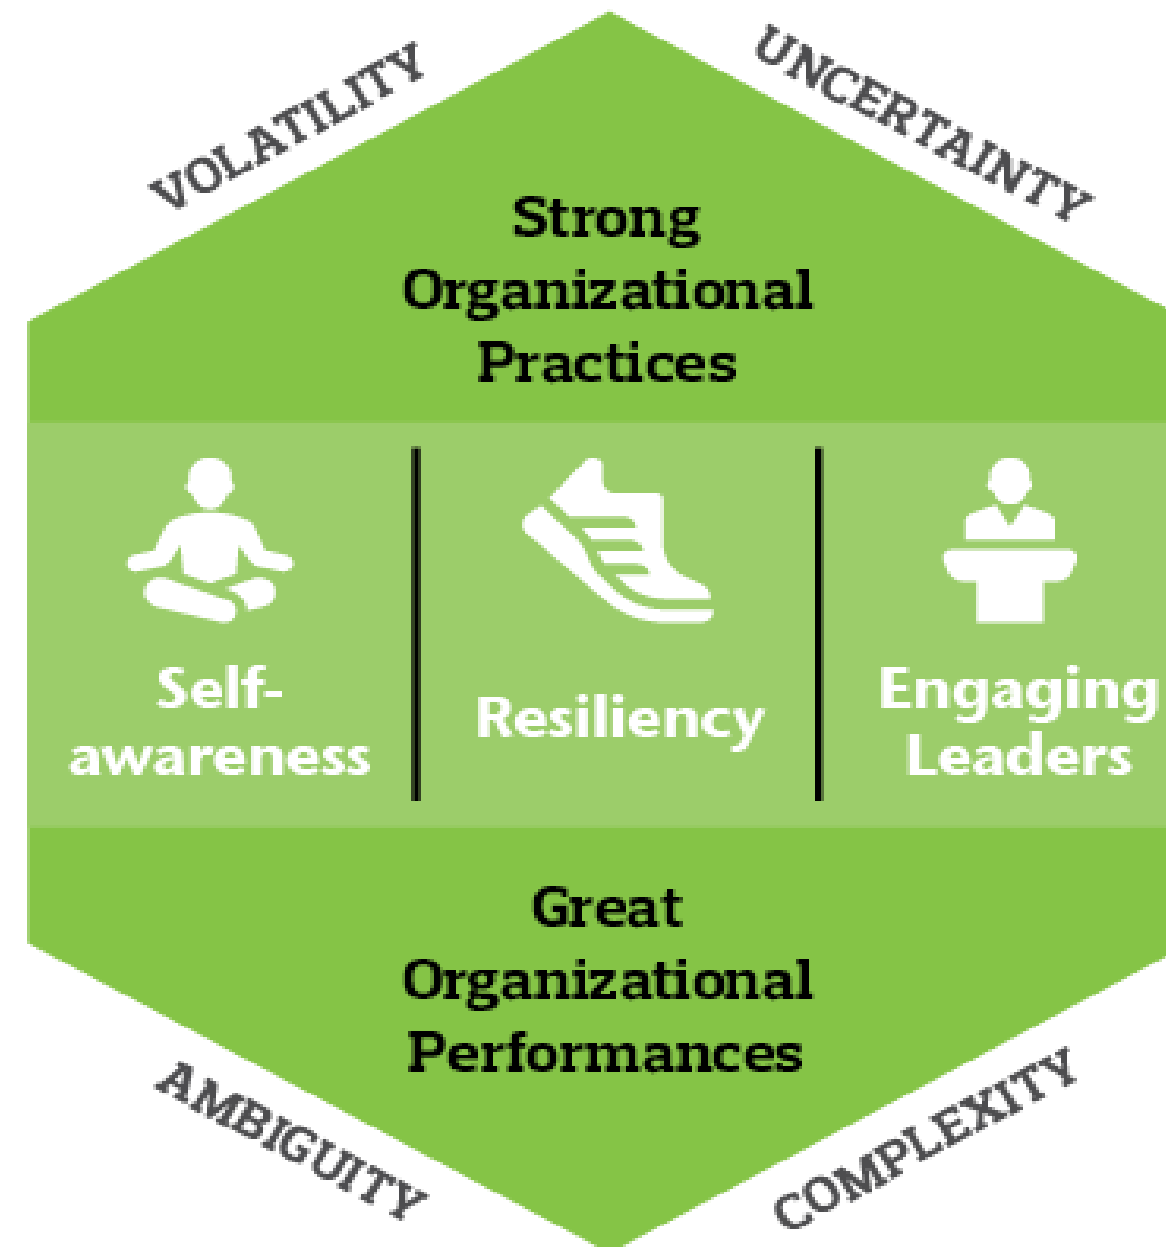 VOLATILITY
UNCERTAINTY
Strong
Organizational
Practices
Self-
awareness
Resiliency
Engaging
Leaders
Great
Organizational
Performances
AMBIGUITY
COMPLEXITY